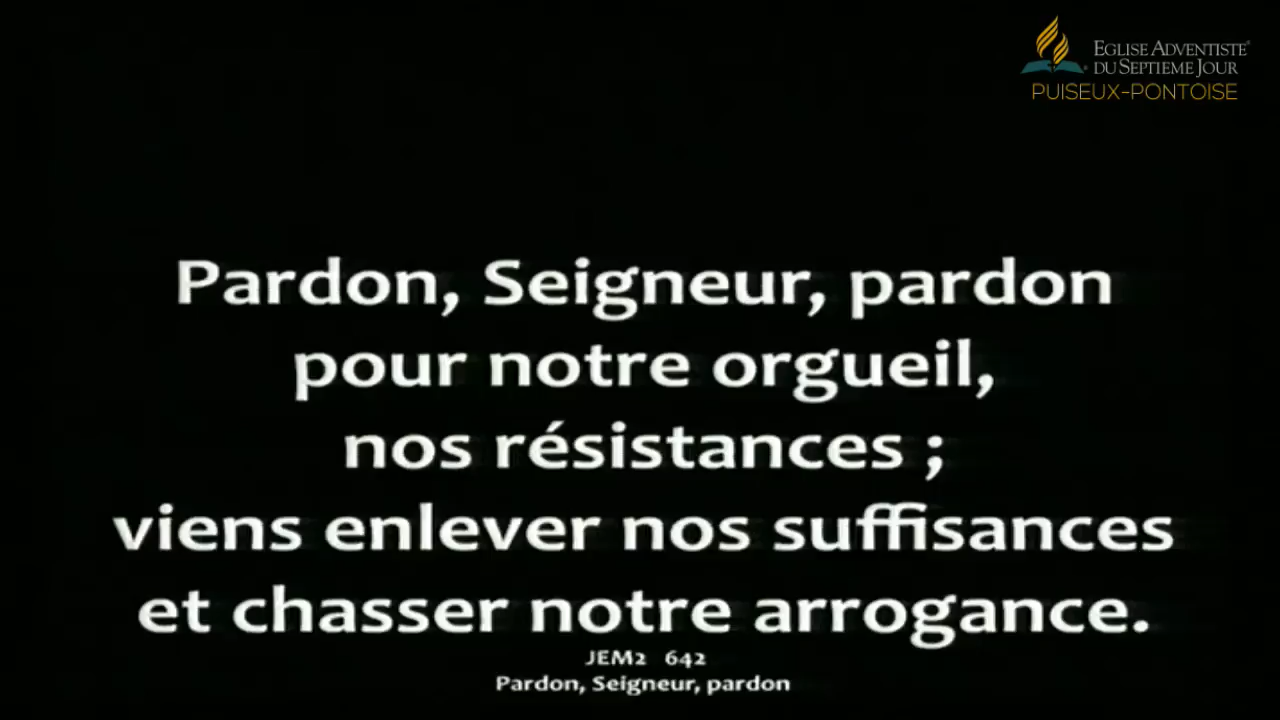 EGLISE ADVENTISTE®
DU SEPTIEME JOUR
PUISEUX-PONTOISE
Pardon, Seigneur, pardon
pour notre orgueil,
nos résistances ;
viens enlever nos suffisances
et chasser notre arrogance.
JEM2 642
Pardon, Seigneur, pardon